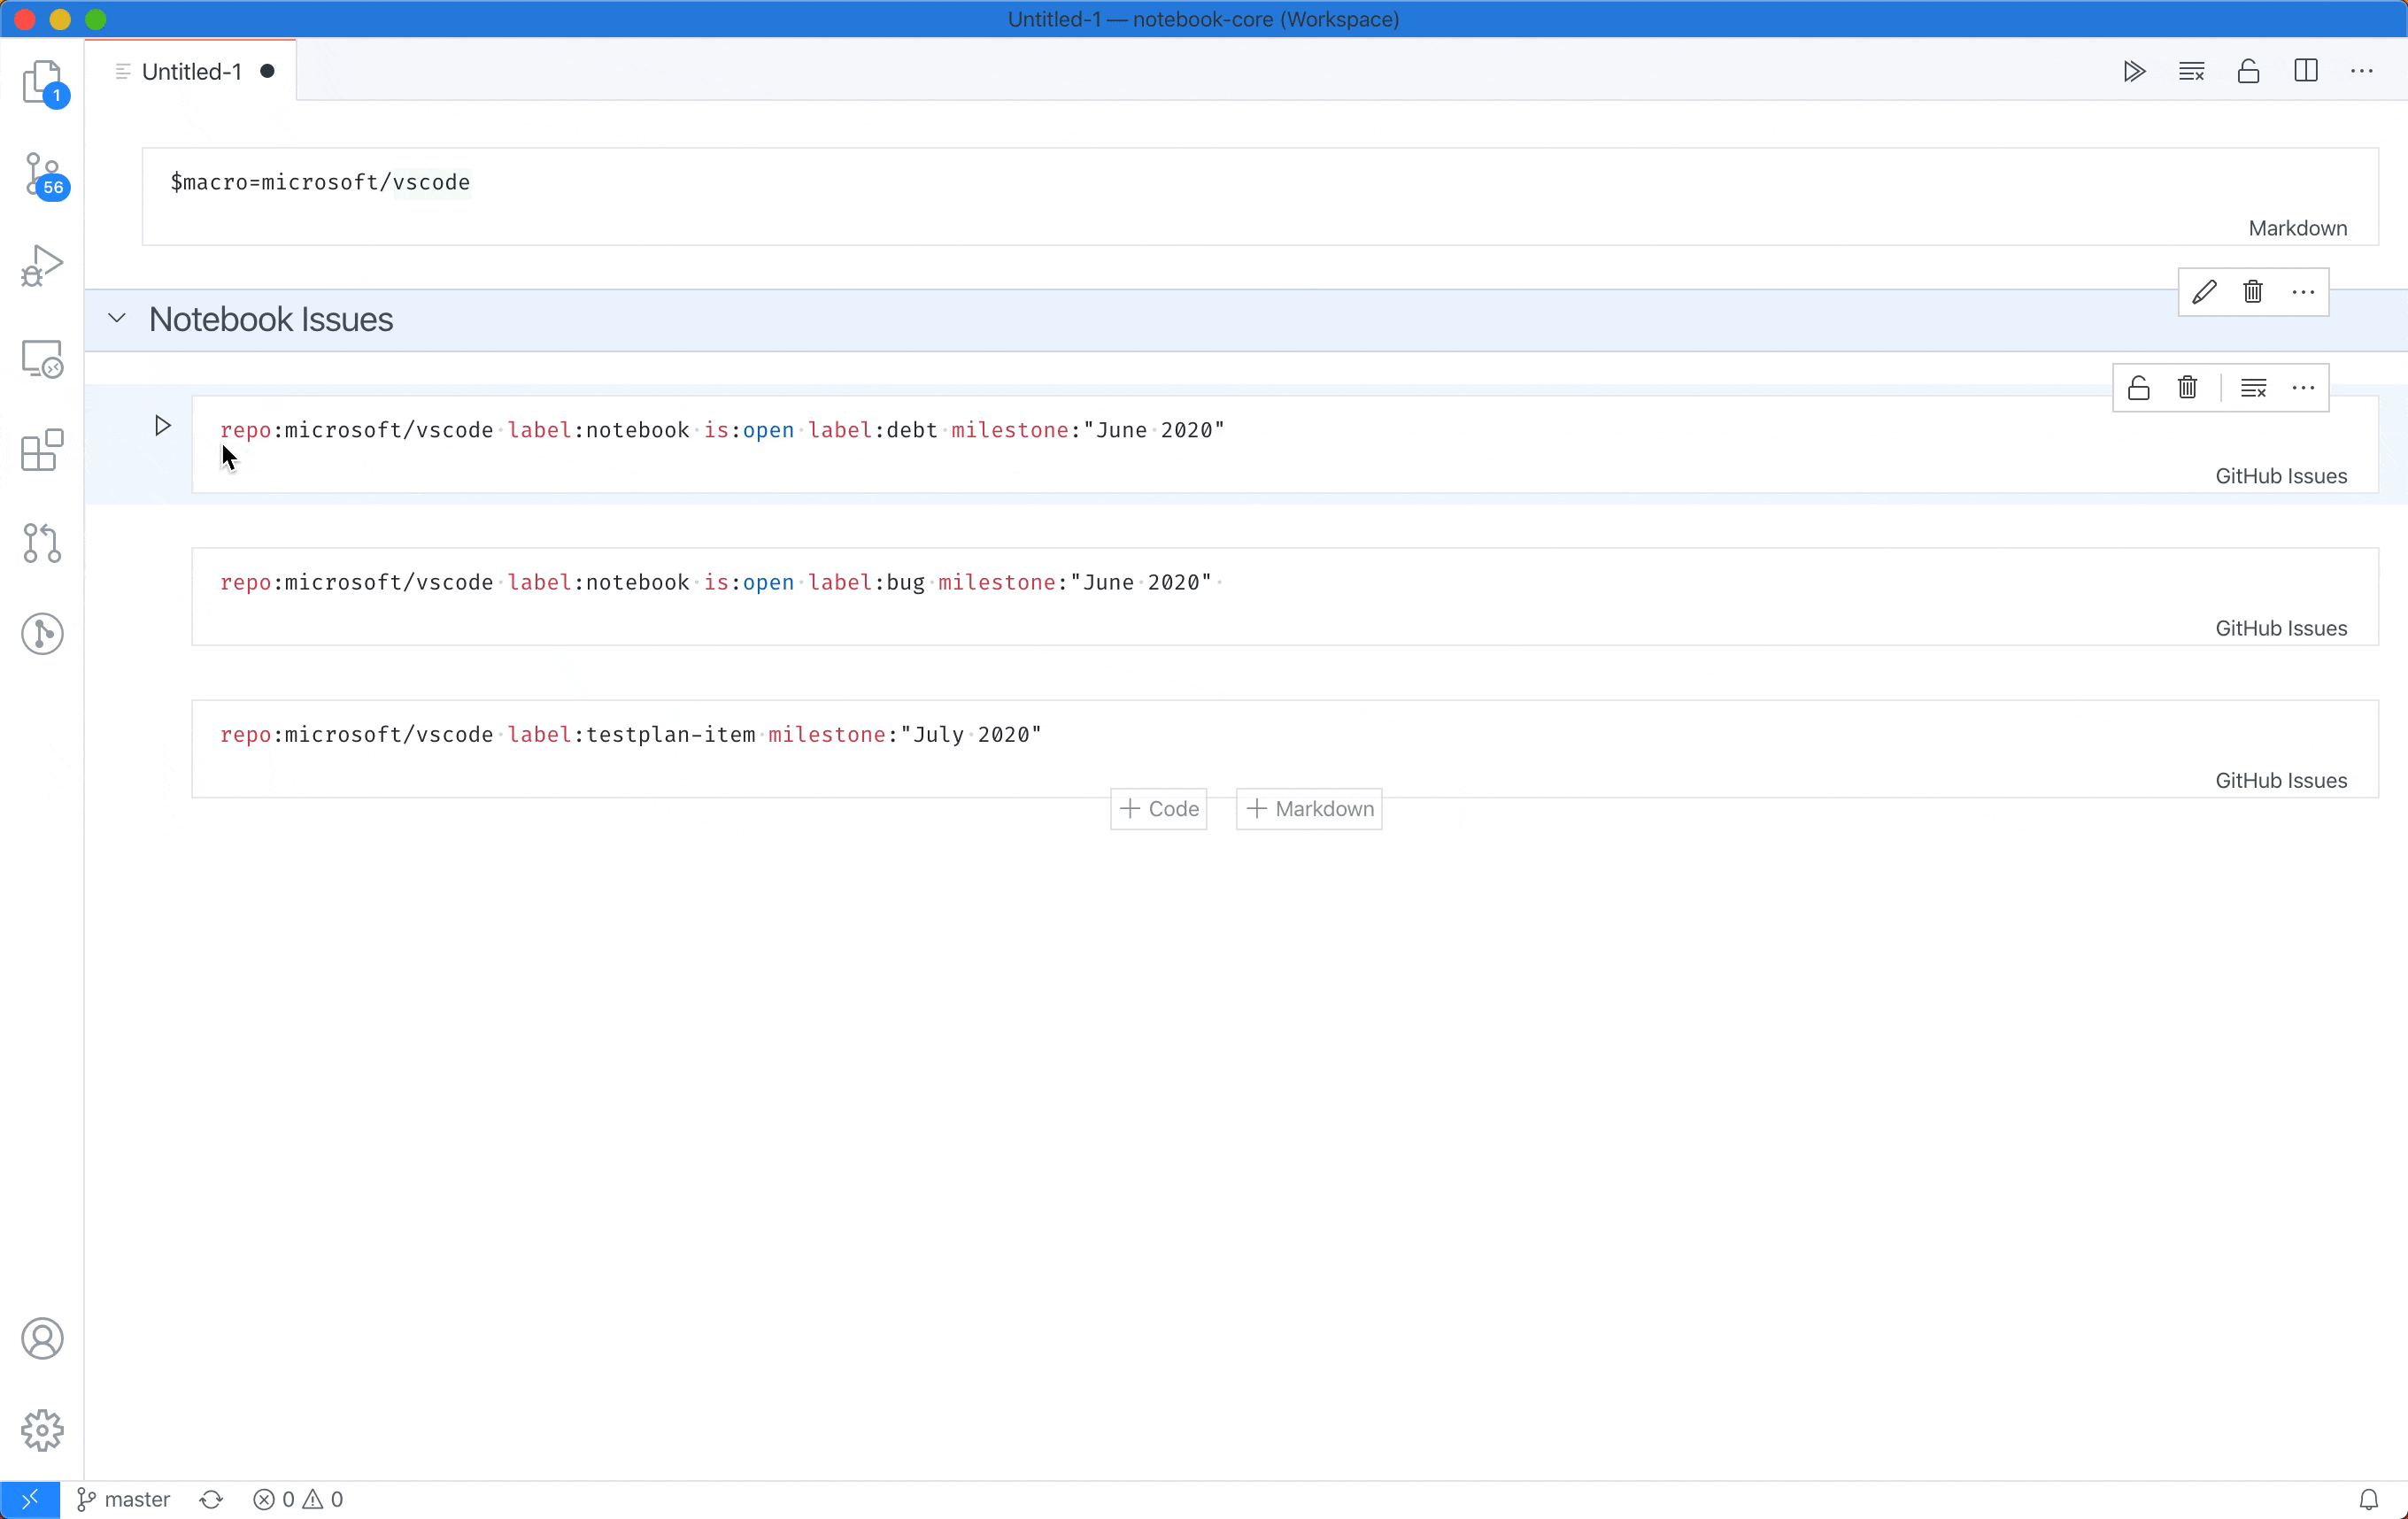 Untitled-1 — notebook-core (Workspace)
Untitled-1
1
56
$macro=microsoft/vscode
Markdown
Notebook Issues
repo:microsoft/vscode label:notebook is:open label:debt milestone:"June 2020"
GitHub Issues
repo:microsoft/vscode label:notebook is:open label:bug milestone:"June 2020"
GitHub Issues
repo:microsoft/vscode label:testplan-item milestone:"July 2020"
GitHub Issues
Code Markdown
master 0 0